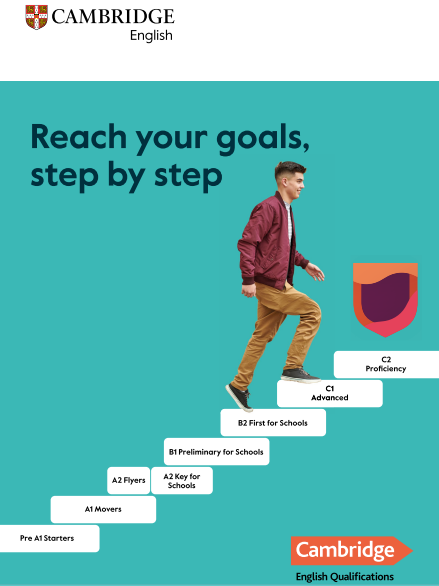 CAMBRIDGE
English
Reach your goals,
step by step
C2
Proficiency
C1
Advanced
B2 First for Schools
B1 Preliminary for Schools
A2 Flyers
A2 Key for
Schools
A1 Movers
Pre A1 Starters
Cambridge
English Qualifications